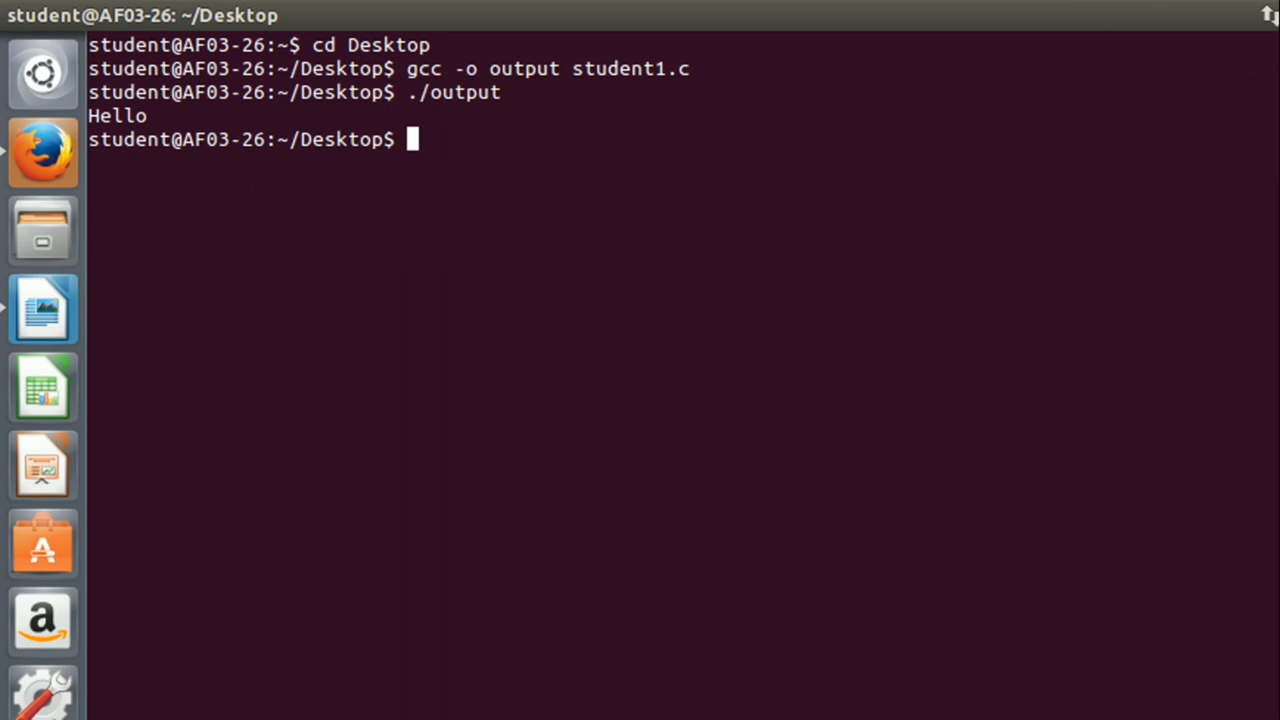 student@AF03-26: ~/Desktop
student@AF03-26:~$ cd Desktop
student@AF03-26:~/Desktop$ gcc -o output student1.c
student@AF03-26:~/Desktop$ ./output
Hello
student@AF03-26:~/Desktop$